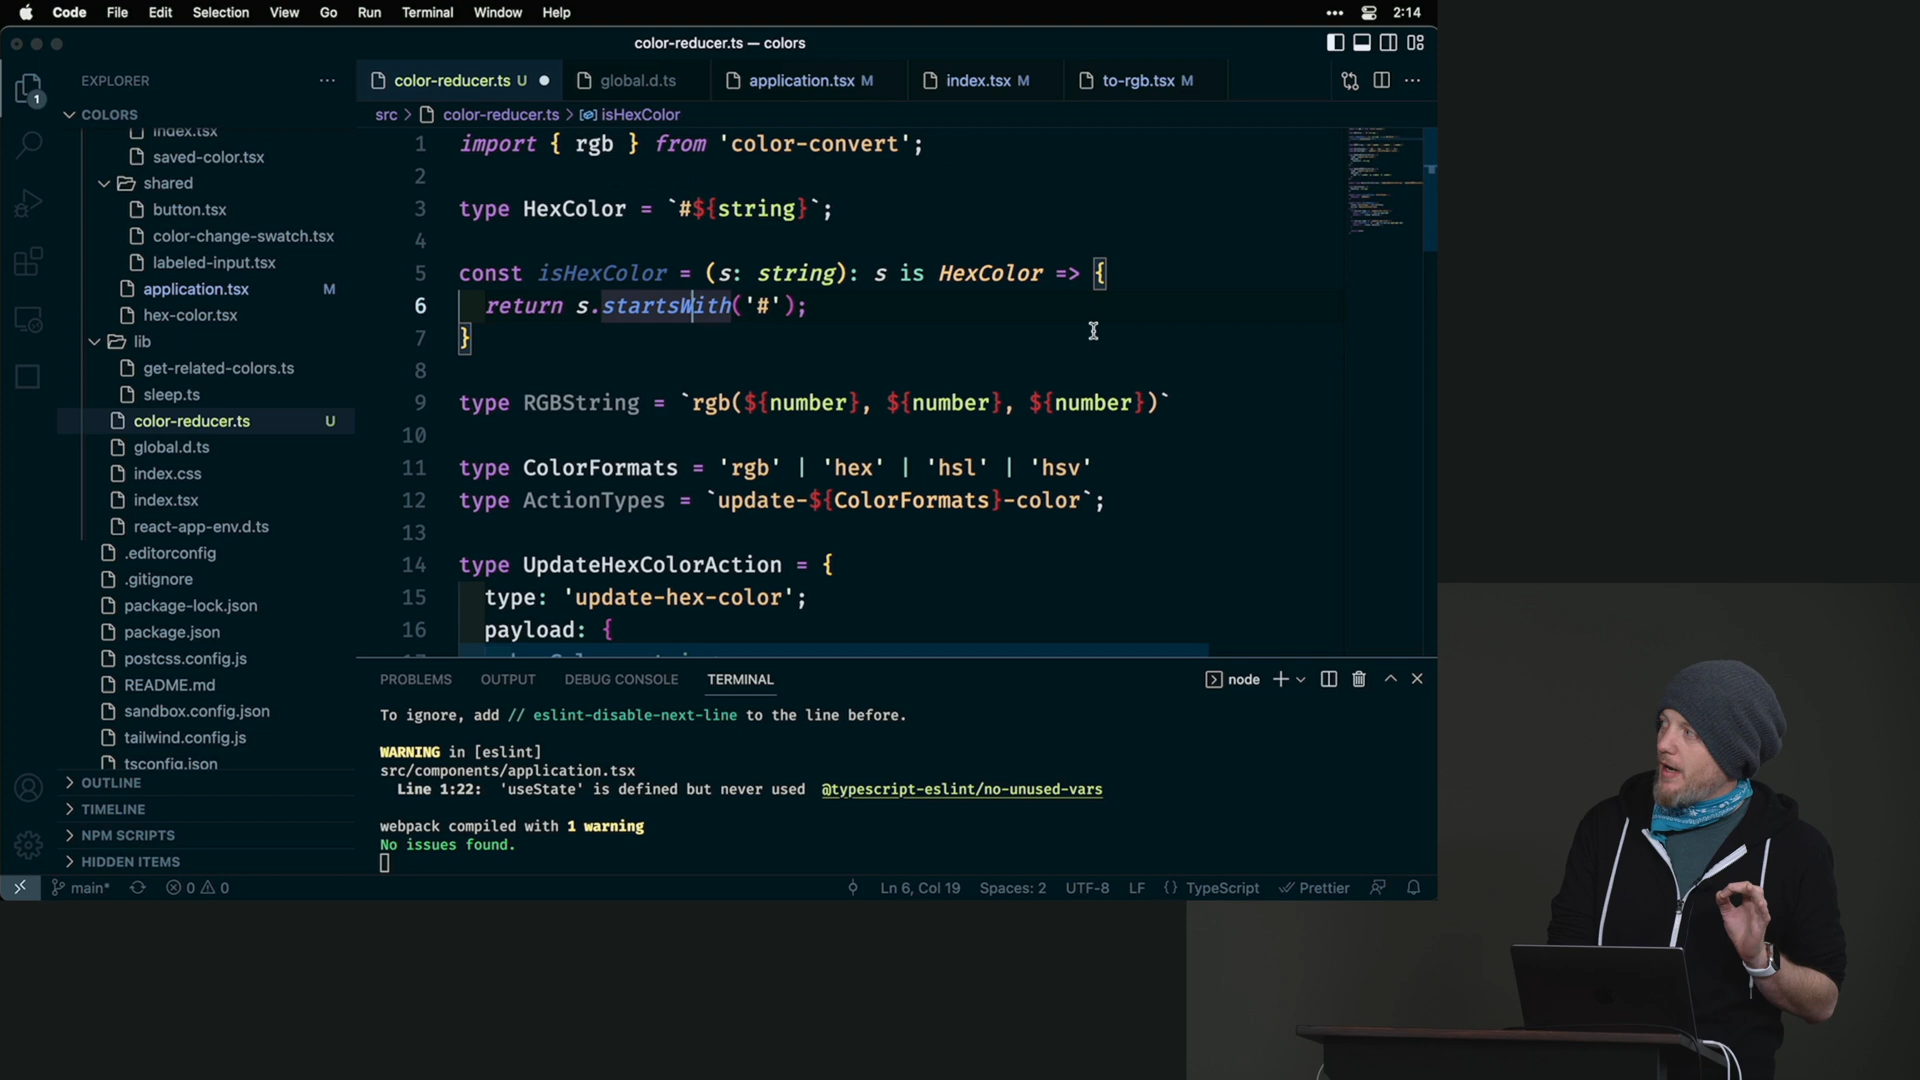 Code File Edit Selection View Go Run Terminal Window Help 2:14
color-reducer.ts — colors
EXPLORER
COLORS
index.tsx
saved-color.tsx
shared
button.tsx
color-change-swatch.tsx
labeled-input.tsx
application.tsx M
hex-color.tsx
lib
get-related-colors.ts
sleep.ts
color-reducer.ts U
global.d.ts
index.css
index.tsx
react-app-env.d.ts
.editorconfig
.gitignore
package-lock.json
package.json
postcss.config.js
README.md
sandbox.config.json
tailwind.config.js
tsconfig.json
OUTLINE
TIMELINE
NPM SCRIPTS
HIDDEN ITEMS
1
color-reducer.ts U global.d.ts application.tsx M index.tsx M to-rgb.tsx M
src > color-reducer.ts > isHexColor
1 import { rgb } from 'color-convert';
2
3 type HexColor = `#${string}`;
4
5 const isHexColor = (s: string): s is HexColor => {
6 return s.startsWith('#');
7 }
8
9 type RGBString = `rgb(${number}, ${number}, ${number})`
10
11 type ColorFormats = 'rgb' | 'hex' | 'hsl' | 'hsv'
12 type ActionTypes = `update-${ColorFormats}-color`;
13
14 type UpdateHexColorAction = {
15 type: 'update-hex-color';
16 payload: {
PROBLEMS OUTPUT DEBUG CONSOLE TERMINAL node
To ignore, add // eslint-disable-next-line to the line before.
WARNING in [eslint]
src/components/application.tsx
Line 1:22: 'useState' is defined but never used @typescript-eslint/no-unused-vars
webpack compiled with 1 warning
No issues found.
main* 0 0 Ln 6, Col 19 Spaces: 2 UTF-8 LF {} TypeScript Prettier